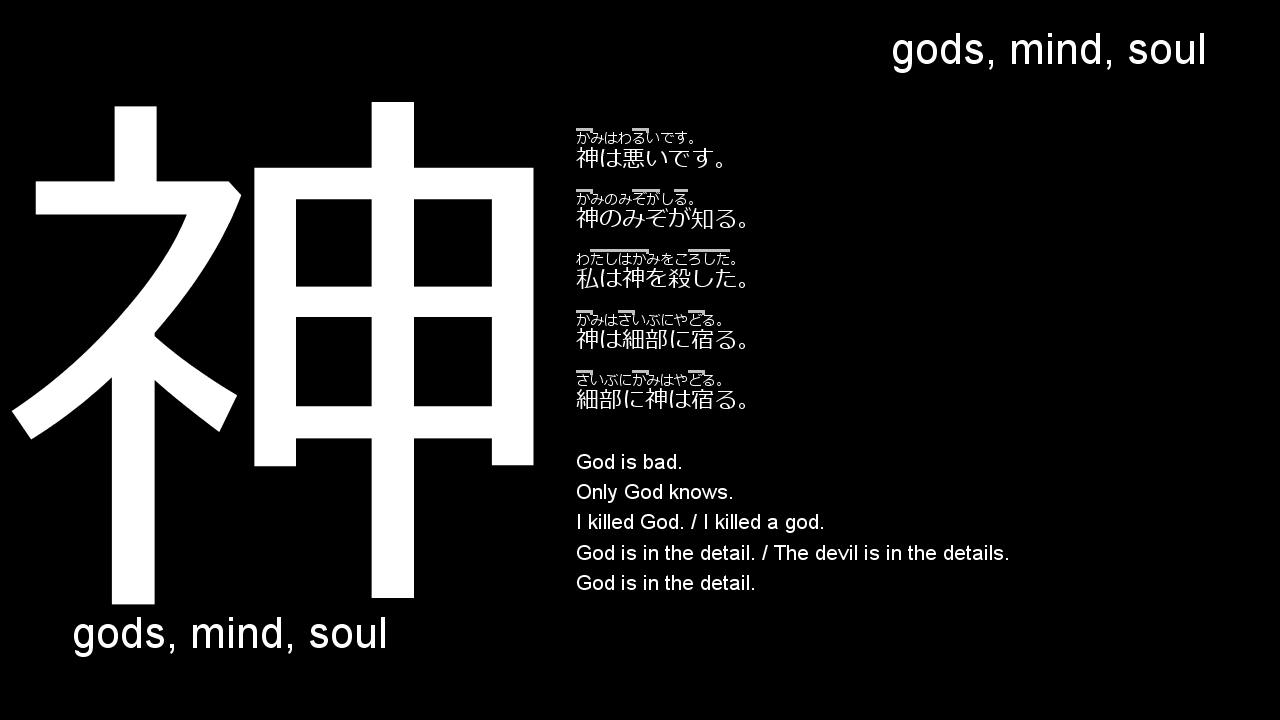 gods, mind, soul
神
かみはわるいです。
神は悪いです。
かみのみぞがしる。
神のみぞが知る。
わたしはかみをころした。
私は神を殺した。
かみはさいぶにやどる。
神は細部に宿る。
さいぶにかみはやどる。
細部に神は宿る。
God is bad.
Only God knows.
I killed God. / I killed a god.
God is in the detail. / The devil is in the details.
God is in the detail.
gods, mind, soul